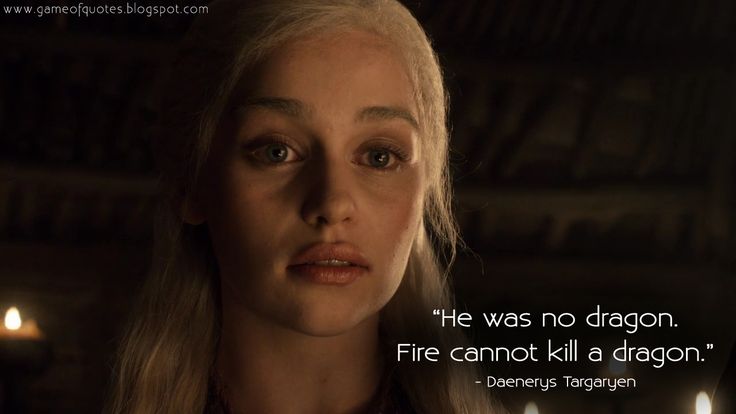 www.gameofquotes.blogspot.com
“He was no dragon.
Fire cannot kill a dragon.”
- Daenerys Targaryen